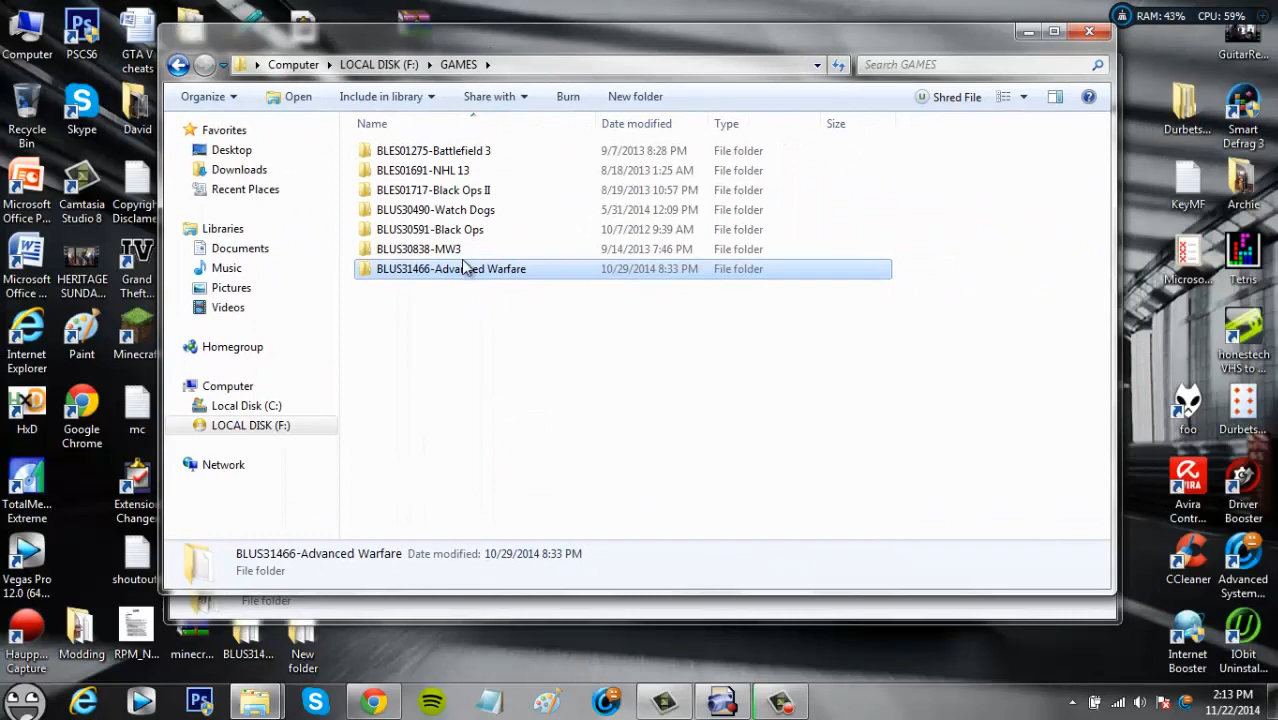 RAM: 43% CPU: 59%
Computer
PSCS6
GTA V cheats
GuitarRe...
Computer LOCAL DISK (F:) GAMES
Search GAMES
Organize Open Include in library Share with Burn New folder Shred File
Name Date modified Type Size
BLES01275-Battlefield 3 9/7/2013 8:28 PM File folder
BLES01691-NHL 13 8/18/2013 1:25 AM File folder
BLES01717-Black Ops II 8/19/2013 10:57 PM File folder
BLUS30490-Watch Dogs 5/31/2014 12:09 PM File folder
BLUS30591-Black Ops 10/7/2012 9:39 AM File folder
BLUS30838-MW3 9/14/2013 7:46 PM File folder
BLUS31466-Advanced Warfare 10/29/2014 8:33 PM File folder
Favorites
Desktop
Downloads
Recent Places
Libraries
Documents
Music
Pictures
Videos
Homegroup
Computer
Local Disk (C:)
LOCAL DISK (F:)
Network
BLUS31466-Advanced Warfare Date modified: 10/29/2014 8:33 PM
File folder
File folder
Recycle Bin
Skype
David
Microsoft Office P...
Camtasia Studio 8
Copyright Disclaim...
Microsoft Office ...
HERITAGE SUNDA...
Grand Theft...
Internet Explorer
Paint
Minecraf...
HxD
Google Chrome
mc
TotalMe... Extreme
Extension Changer
Vegas Pro 12.0 (64...
shoutout...
Haupp... Capture
Modding
RPM_N...
minecr...
BLUS314...
New folder
Durbets...
Smart Defrag 3
KeyMF
Archie
Microso...
Tetris
honestech VHS to ...
foo
Durbets...
Avira Contr...
Driver Booster
CCleaner
Advanced System...
Internet Booster
IObit Uninstal...
2:13 PM
11/22/2014